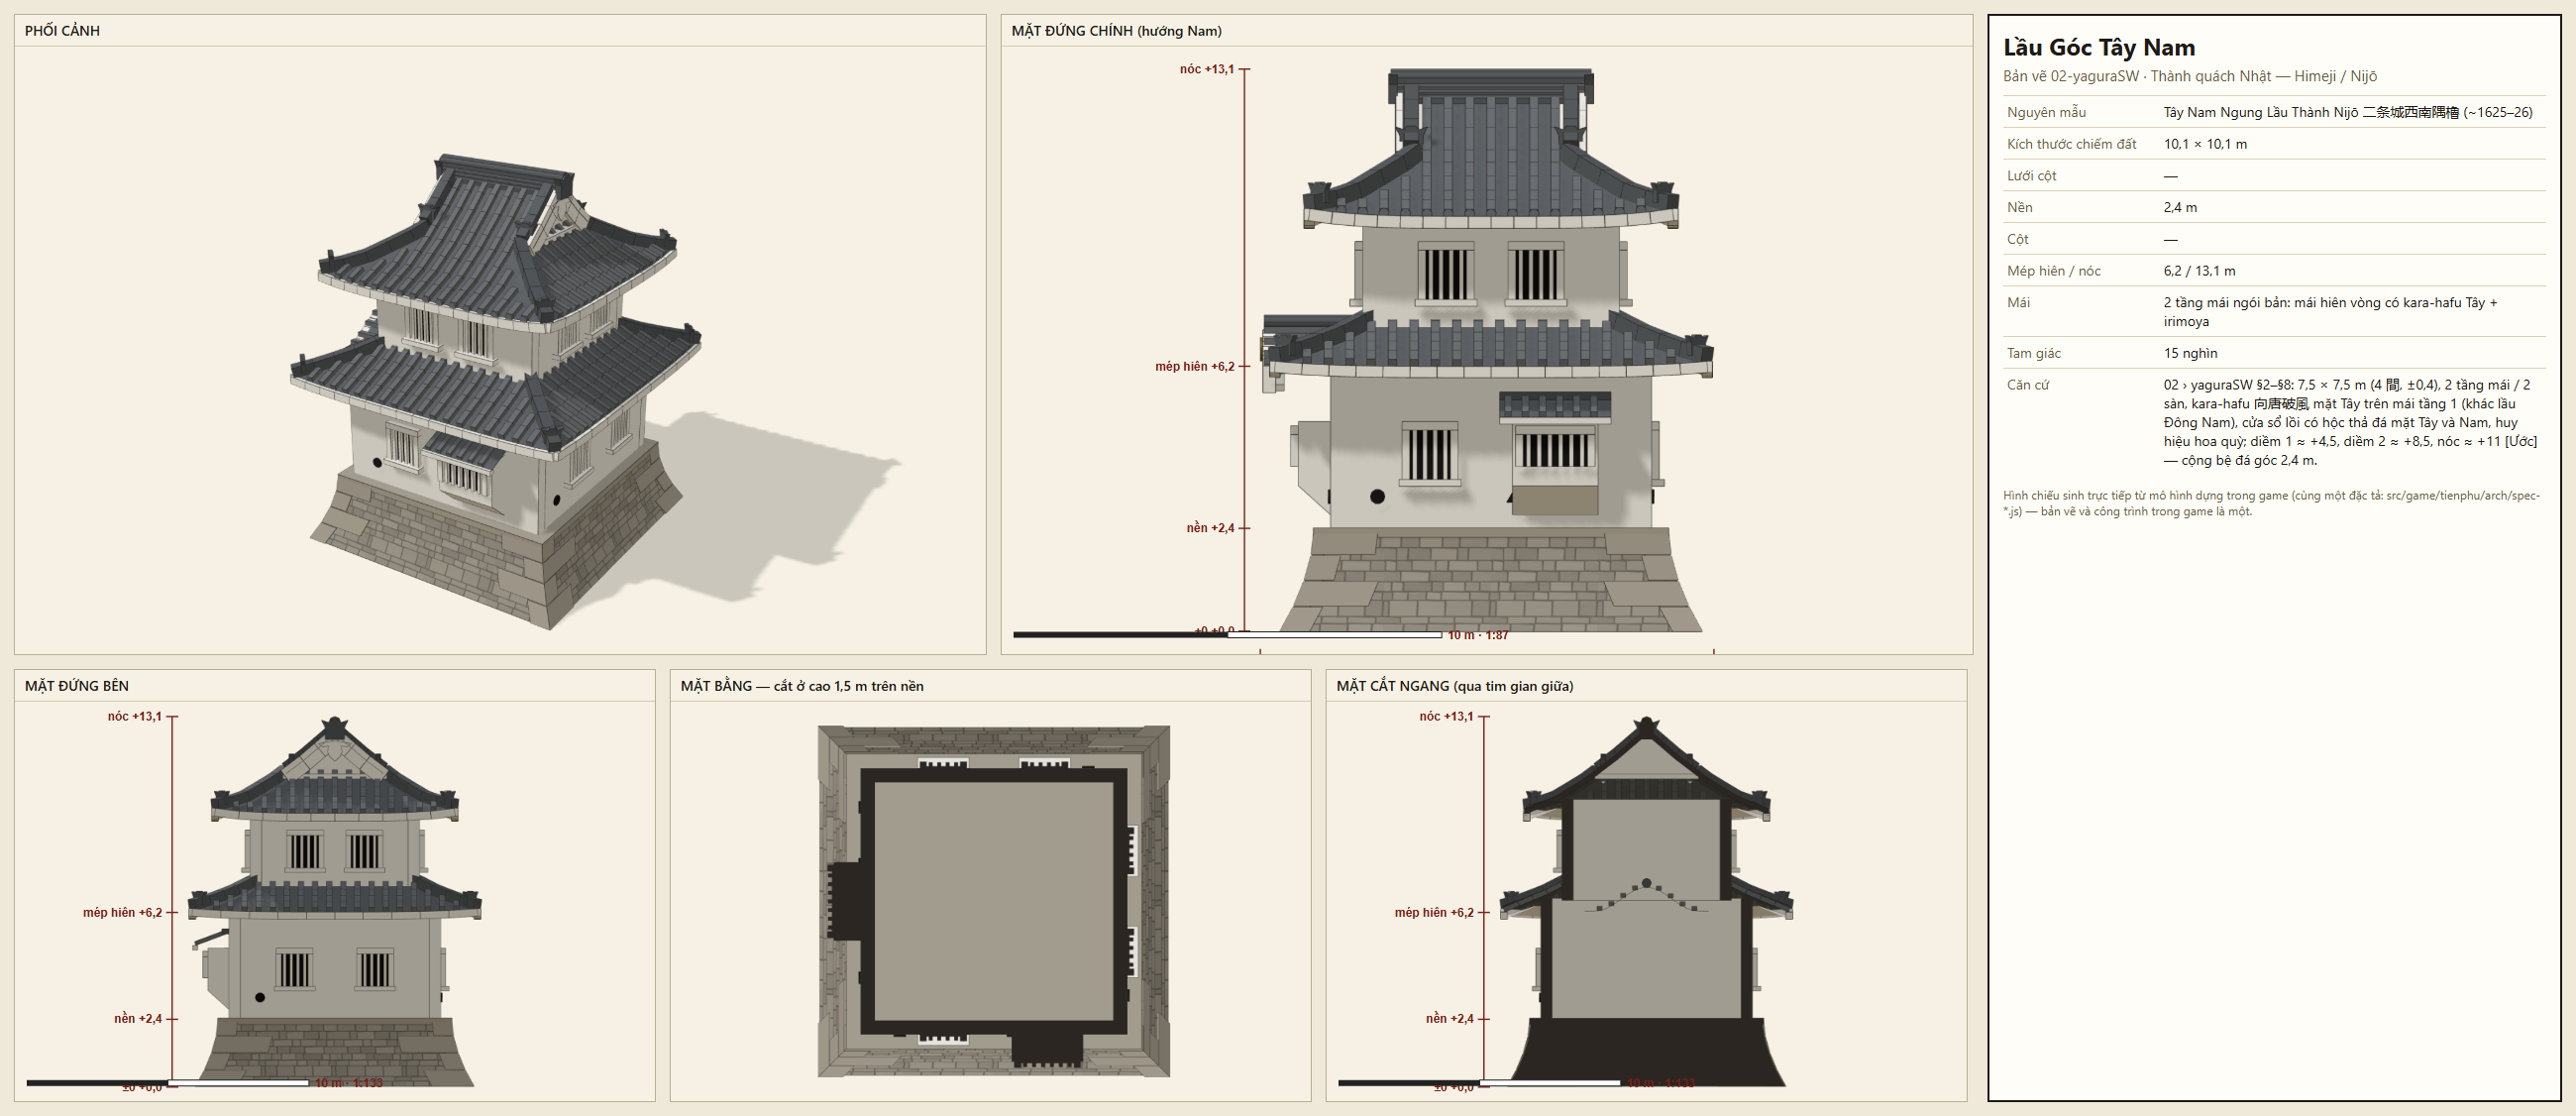 PHỐI CẢNH
MẶT ĐỨNG CHÍNH (hướng Nam)
nóc +13,1
mép hiên +6,2
nền +2,4
±0 +0,0
10 m · 1:87
MẶT ĐỨNG BÊN
nóc +13,1
mép hiên +6,2
nền +2,4
±0 +0,0
10 m · 1:133
MẶT BẰNG — cắt ở cao 1,5 m trên nền
MẶT CẮT NGANG (qua tim gian giữa)
nóc +13,1
mép hiên +6,2
nền +2,4
±0 +0,0
10 m · 1:133
Lầu Góc Tây Nam
Bản vẽ 02-yaguraSW · Thành quách Nhật — Himeji / Nijō
Nguyên mẫu Tây Nam Ngung Lầu Thành Nijō 二条城西南隅櫓 (~1625–26)
Kích thước chiếm đất 10,1 × 10,1 m
Lưới cột —
Nền 2,4 m
Cột —
Mép hiên / nóc 6,2 / 13,1 m
Mái 2 tầng mái ngói bản: mái hiên vòng có kara-hafu Tây +
irimoya
Tam giác 15 nghìn
Căn cứ 02 › yaguraSW §2–§8: 7,5 × 7,5 m (4 間, ±0,4), 2 tầng mái / 2
sàn, kara-hafu 向唐破風 mặt Tây trên mái tầng 1 (khác lầu
Đông Nam), cửa sổ lồi có hộc thả đá mặt Tây và Nam, huy
hiệu hoa quỳ; diềm 1 ≈ +4,5, diềm 2 ≈ +8,5, nóc ≈ +11 [Ước]
— cộng bệ đá góc 2,4 m.
Hình chiếu sinh trực tiếp từ mô hình dựng trong game (cùng một đặc tả: src/game/tienphu/arch/spec-
*.js) — bản vẽ và công trình trong game là một.